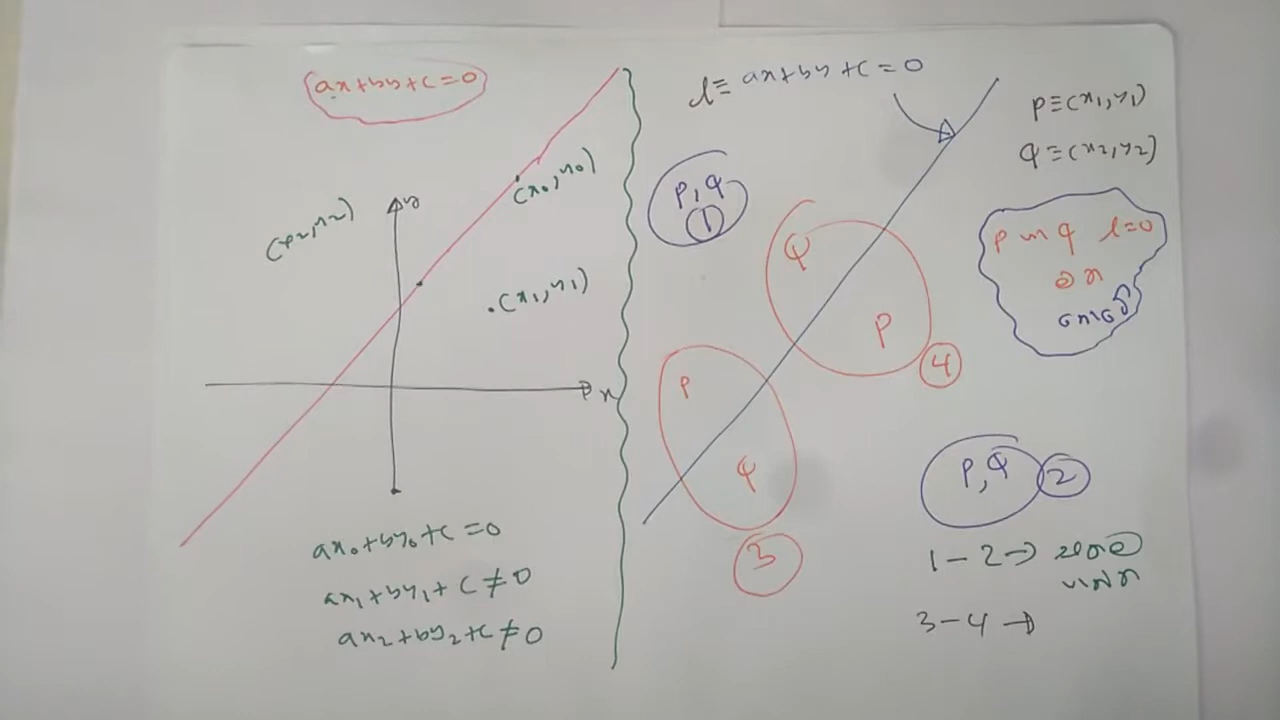 ax+by+c=0
(x₂,y₂)
y
(x₀,y₀)
.(x₁,y₁)
x
ax₀+by₀+c=0
ax₁+by₁+c≠0
ax₂+by₂+c≠0
l≡ax+by+c=0
P≡(x₁,y₁)
Q≡(x₂,y₂)
P,Q
1
Q
P
4
P
Q
3
l=0
P,Q
2
1-2→
3-4→